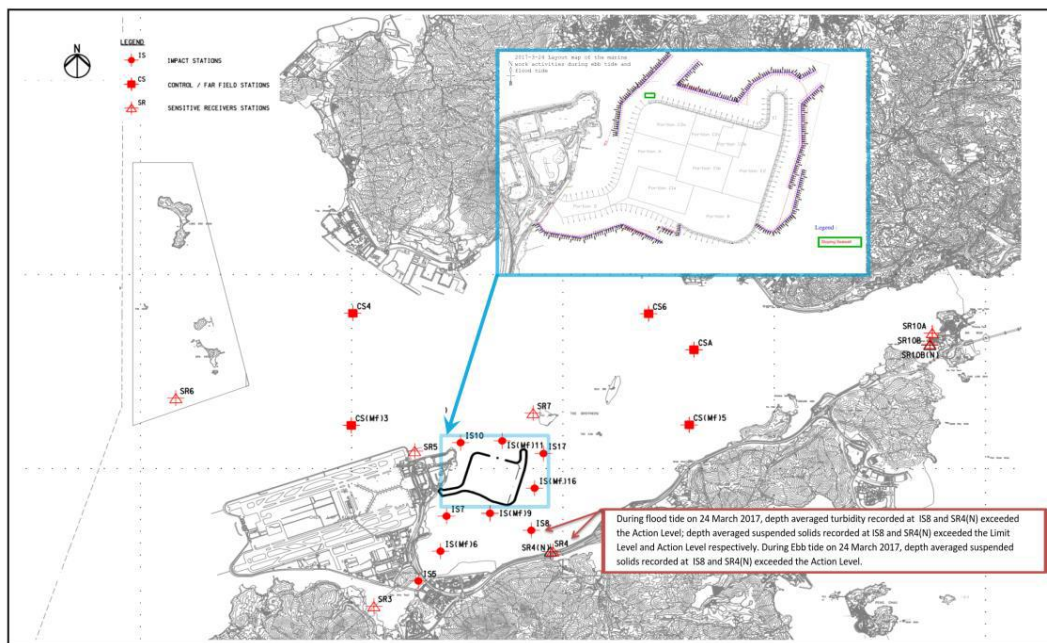 N
LEGEND
IS
IMPACT STATIONS
CS
CONTROL / FAR FIELD STATIONS
SR
SENSITIVE RECEIVERS STATIONS
2017-3-24 Layout map of the marine
work activities during ebb tide and
flood tide
Legend
CS4
CS6
CSA
SR10A
SR10B
SR10B(N)
SR6
CS(Mf)3
SR7
CS(Mf)5
SR5
IS10
IS(Mf)11
IS17
IS(Mf)16
IS7
IS(Mf)9
IS8
SR4
SR4(N)
IS(Mf)6
IS5
SR3
During flood tide on 24 March 2017, depth averaged turbidity recorded at IS8 and SR4(N) exceeded
the Action Level; depth averaged suspended solids recorded at IS8 and SR4(N) exceeded the Limit
Level and Action Level respectively. During Ebb tide on 24 March 2017, depth averaged suspended
solids recorded at IS8 and SR4(N) exceeded the Action Level.